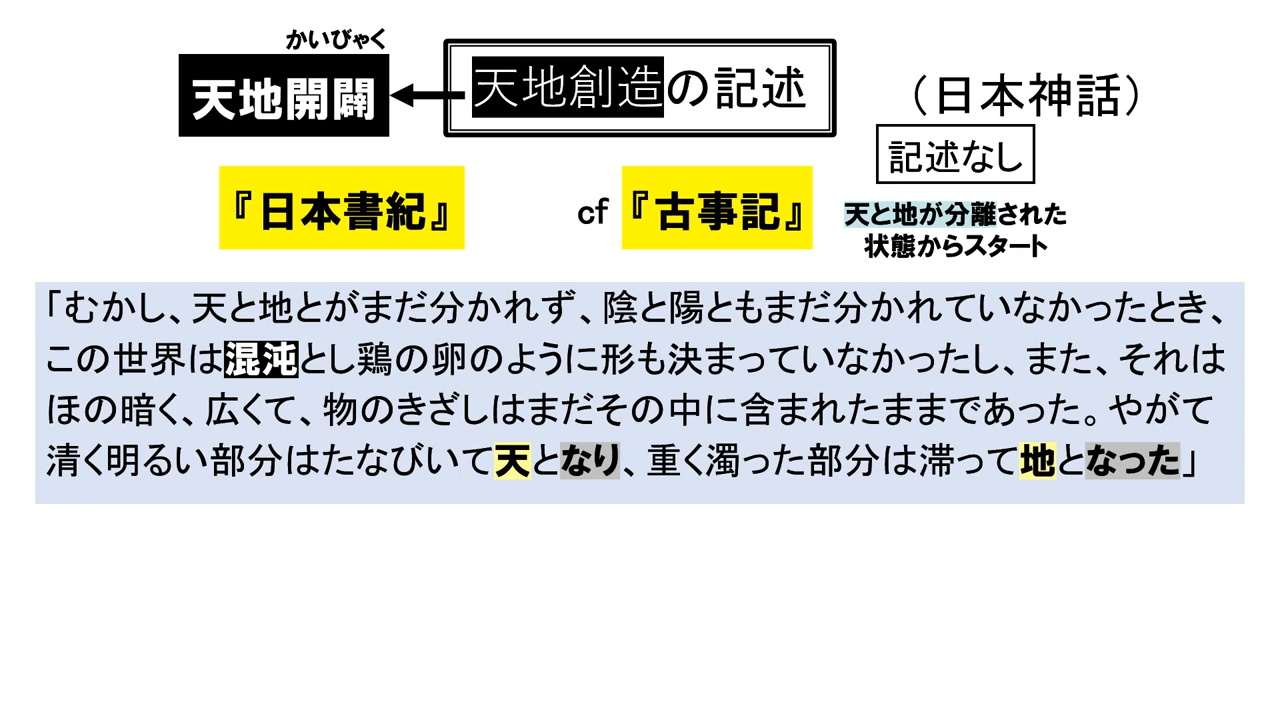 かいびゃく
天地開闢
天地創造の記述
（日本神話）
『日本書紀』
cf『古事記』
記述なし
天と地が分離された
状態からスタート
「むかし、天と地とがまだ分かれず、陰と陽ともまだ分かれていなかったとき、
この世界は混沌とし鶏の卵のように形も決まっていなかったし、また、それは
ほの暗く、広くて、物のきざしはまだその中に含まれたままであった。やがて
清く明るい部分はたなびいて天となり、重く濁った部分は滞って地となった」